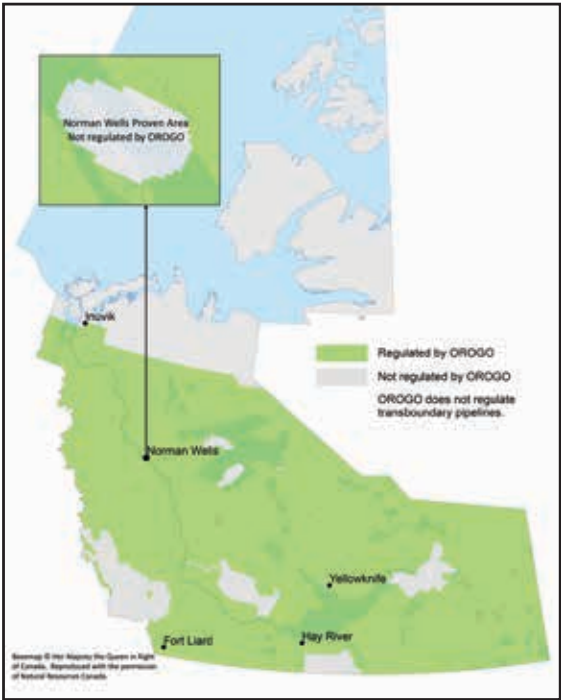 Norman Wells Proven Area
Not regulated by OROGO
Inuvik
Regulated by OROGO
Not regulated by OROGO
OROGO does not regulate
transboundary pipelines.
Norman Wells
Yellowknife
Fort Liard
Hay River
Basemap © Her Majesty the Queen in Right
of Canada. Reproduced with the permission
of Natural Resources Canada.